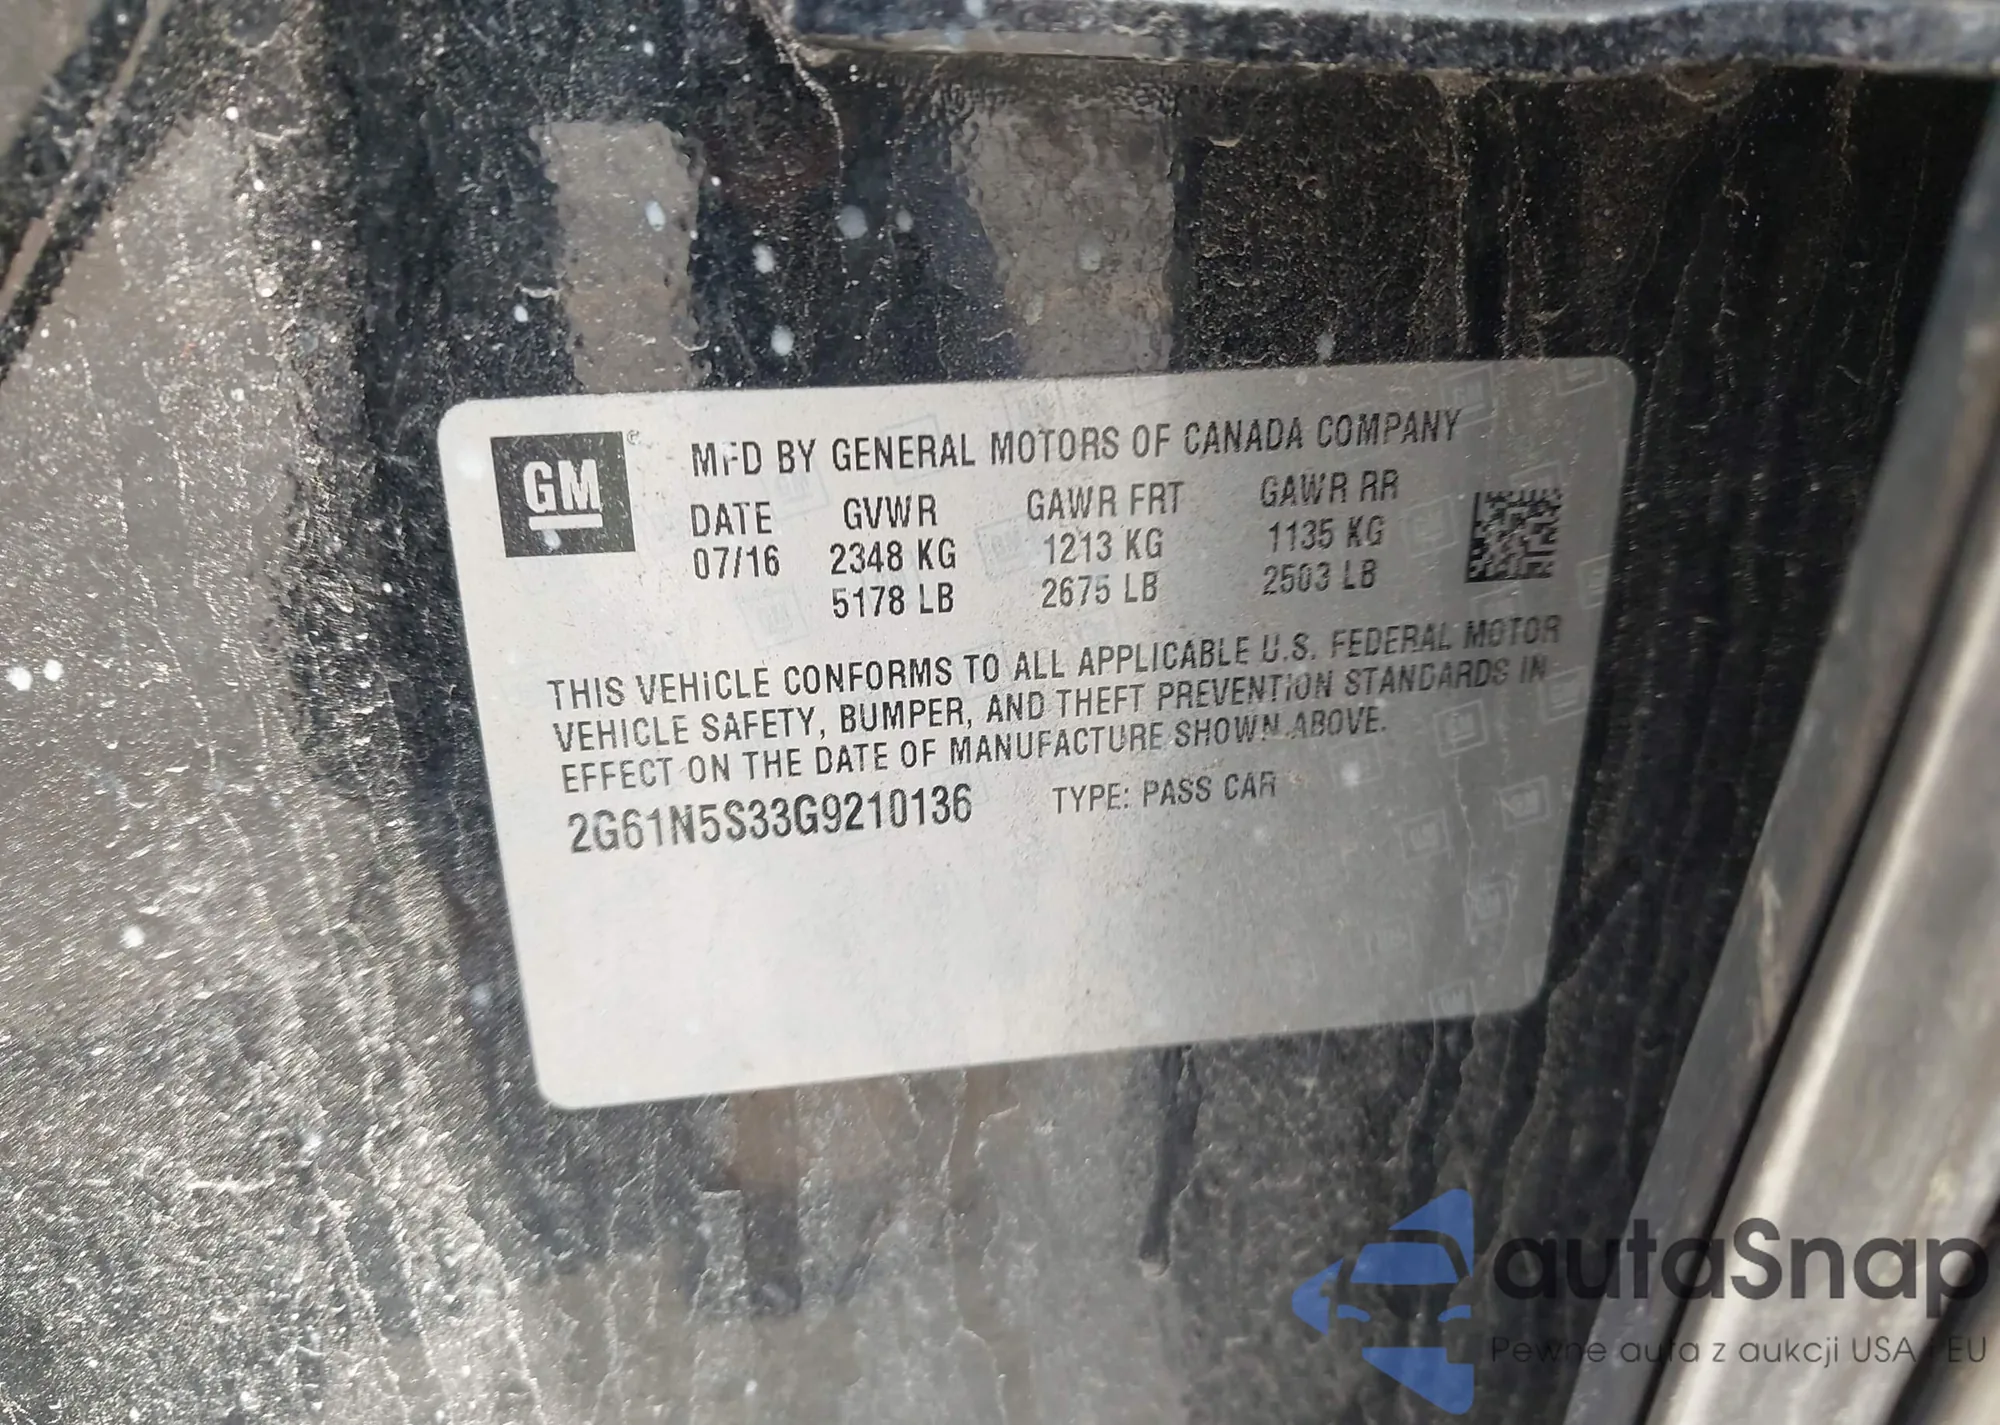 GM
®
MFD BY GENERAL MOTORS OF CANADA COMPANY
DATE GVWR GAWR FRT GAWR RR
07/16 2348 KG 1213 KG 1135 KG
5178 LB 2675 LB 2503 LB
THIS VEHICLE CONFORMS TO ALL APPLICABLE U.S. FEDERAL MOTOR
VEHICLE SAFETY, BUMPER, AND THEFT PREVENTION STANDARDS IN
EFFECT ON THE DATE OF MANUFACTURE SHOWN ABOVE.
2G61N5S33G9210136 TYPE: PASS CAR
autaSnap
Pewne auta z aukcji USA i EU